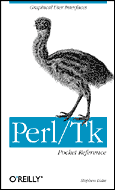 Graphical User Interfaces
Perl/Tk
Pocket Reference
O'REILLY®
Stephen Lidie